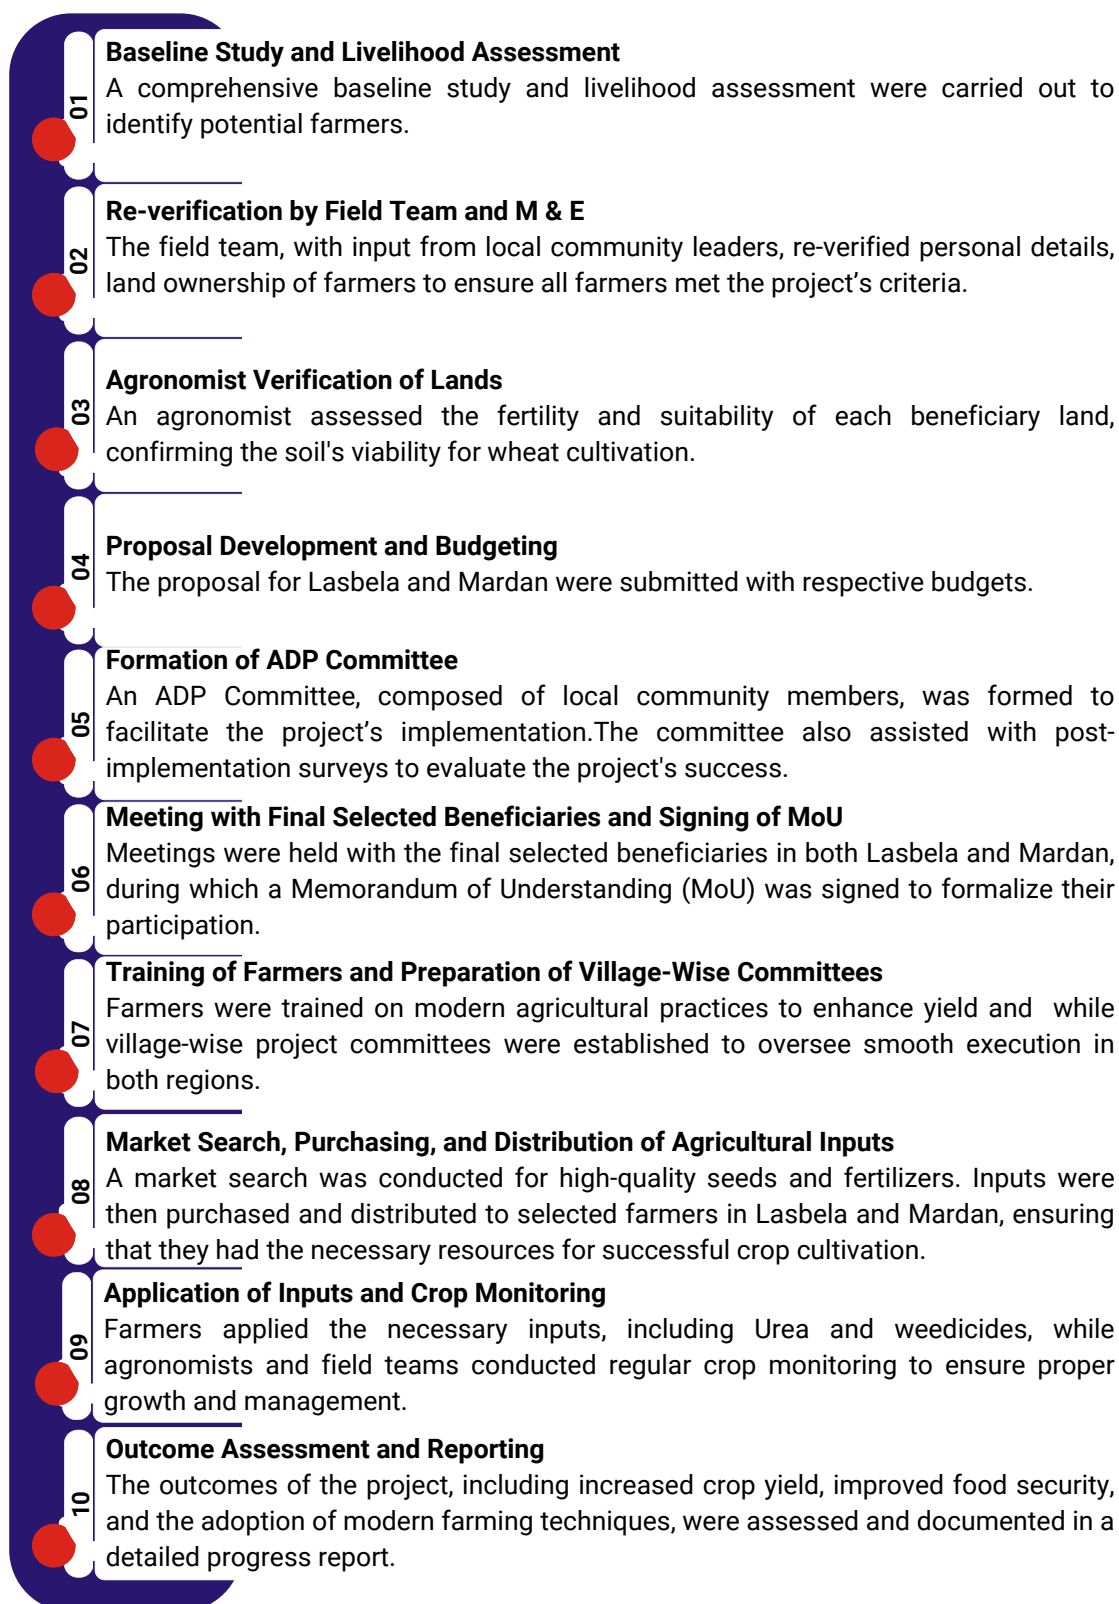 01
Baseline Study and Livelihood Assessment
A comprehensive baseline study and livelihood assessment were carried out to
identify potential farmers.
02
Re-verification by Field Team and M & E
The field team, with input from local community leaders, re-verified personal details,
land ownership of farmers to ensure all farmers met the project’s criteria.
03
Agronomist Verification of Lands
An agronomist assessed the fertility and suitability of each beneficiary land,
confirming the soil's viability for wheat cultivation.
04
Proposal Development and Budgeting
The proposal for Lasbela and Mardan were submitted with respective budgets.
05
Formation of ADP Committee
An ADP Committee, composed of local community members, was formed to
facilitate the project’s implementation.The committee also assisted with post-
implementation surveys to evaluate the project's success.
06
Meeting with Final Selected Beneficiaries and Signing of MoU
Meetings were held with the final selected beneficiaries in both Lasbela and Mardan,
during which a Memorandum of Understanding (MoU) was signed to formalize their
participation.
07
Training of Farmers and Preparation of Village-Wise Committees
Farmers were trained on modern agricultural practices to enhance yield and while
village-wise project committees were established to oversee smooth execution in
both regions.
08
Market Search, Purchasing, and Distribution of Agricultural Inputs
A market search was conducted for high-quality seeds and fertilizers. Inputs were
then purchased and distributed to selected farmers in Lasbela and Mardan, ensuring
that they had the necessary resources for successful crop cultivation.
09
Application of Inputs and Crop Monitoring
Farmers applied the necessary inputs, including Urea and weedicides, while
agronomists and field teams conducted regular crop monitoring to ensure proper
growth and management.
10
Outcome Assessment and Reporting
The outcomes of the project, including increased crop yield, improved food security,
and the adoption of modern farming techniques, were assessed and documented in a
detailed progress report.